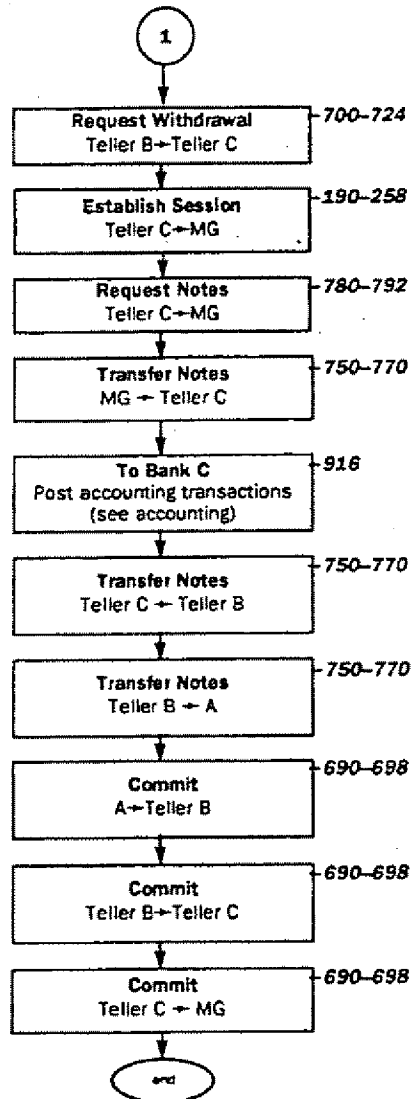 1
Request Withdrawal
Teller B→Teller C
700–724
Establish Session
Teller C→MG
190–258
Request Notes
Teller C→MG
780–792
Transfer Notes
MG → Teller C
750–770
To Bank C
Post accounting transactions
(see accounting)
916
Transfer Notes
Teller C → Teller B
750–770
Transfer Notes
Teller B → A
750–770
Commit
A→Teller B
690–698
Commit
Teller B→Teller C
690–698
Commit
Teller C → MG
690–698
end